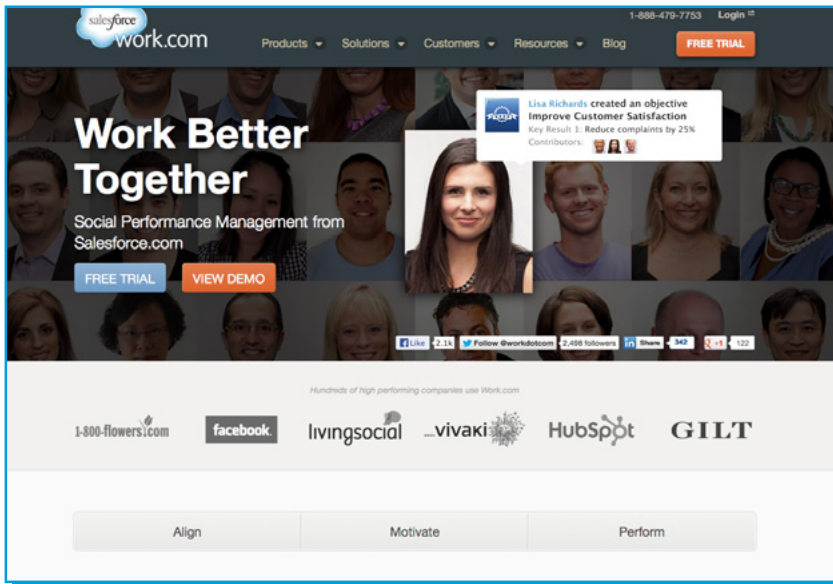 1-888-479-7753 Login
salesforce
work.com
Products Solutions Customers Resources Blog FREE TRIAL
Lisa Richards created an objective
Improve Customer Satisfaction
Key Result 1: Reduce complaints by 25%
Contributors:
Work Better
Together
Social Performance Management from
Salesforce.com
FREE TRIAL VIEW DEMO
Like 2.1k Follow @workdotcom 2,498 followers in Share 342 +1 122
Hundreds of high performing companies use Work.com
1-800-flowers.com facebook. livingsocial vivaki HubSpot GILT
Align Motivate Perform